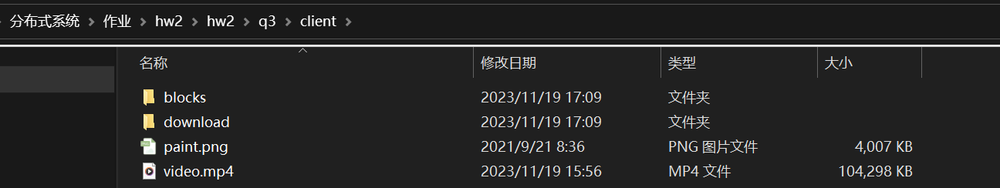 分布式系统 > 作业 > hw2 > hw2 > q3 > client >
名称 修改日期 类型 大小
blocks 2023/11/19 17:09 文件夹
download 2023/11/19 17:09 文件夹
paint.png 2021/9/21 8:36 PNG 图片文件 4,007 KB
video.mp4 2023/11/19 15:56 MP4 文件 104,298 KB